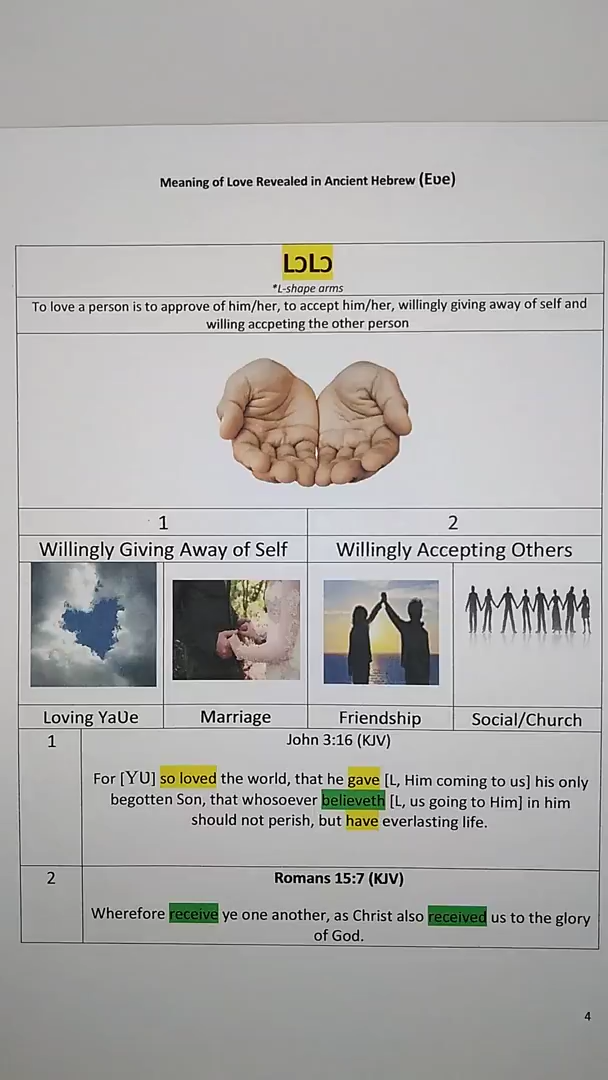 Meaning of Love Revealed in Ancient Hebrew (Eʋe)
LɔLɔ
*L-shape arms
To love a person is to approve of him/her, to accept him/her, willingly giving away of self and
willing accpeting the other person
1
2
Willingly Giving Away of Self
Willingly Accepting Others
Loving YaƲe
Marriage
Friendship
Social/Church
1
John 3:16 (KJV)
For [YƲ] so loved the world, that he gave [L, Him coming to us] his only
begotten Son, that whosoever believeth [L, us going to Him] in him
should not perish, but have everlasting life.
2
Romans 15:7 (KJV)
Wherefore receive ye one another, as Christ also received us to the glory
of God.
4